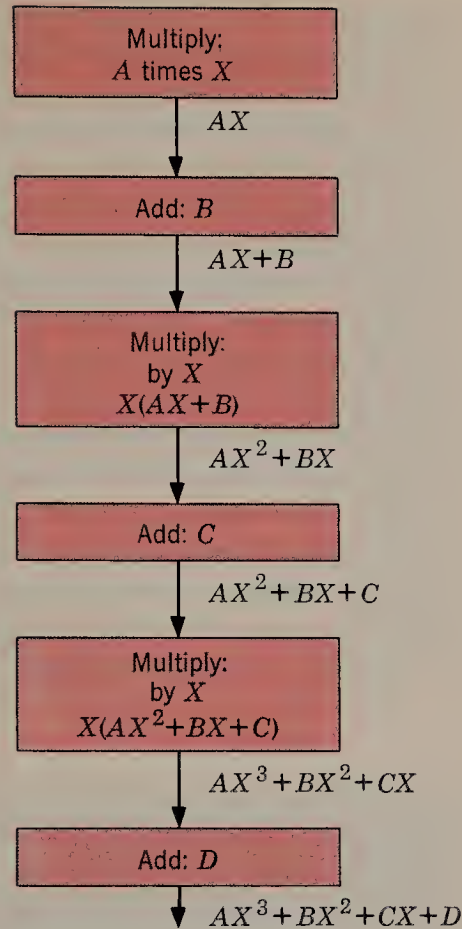 Multiply:
A times X
AX
Add: B
AX+B
Multiply:
by X
X(AX+B)
AX²+BX
Add: C
AX²+BX+C
Multiply:
by X
X(AX²+BX+C)
AX³+BX²+CX
Add: D
AX³+BX²+CX+D